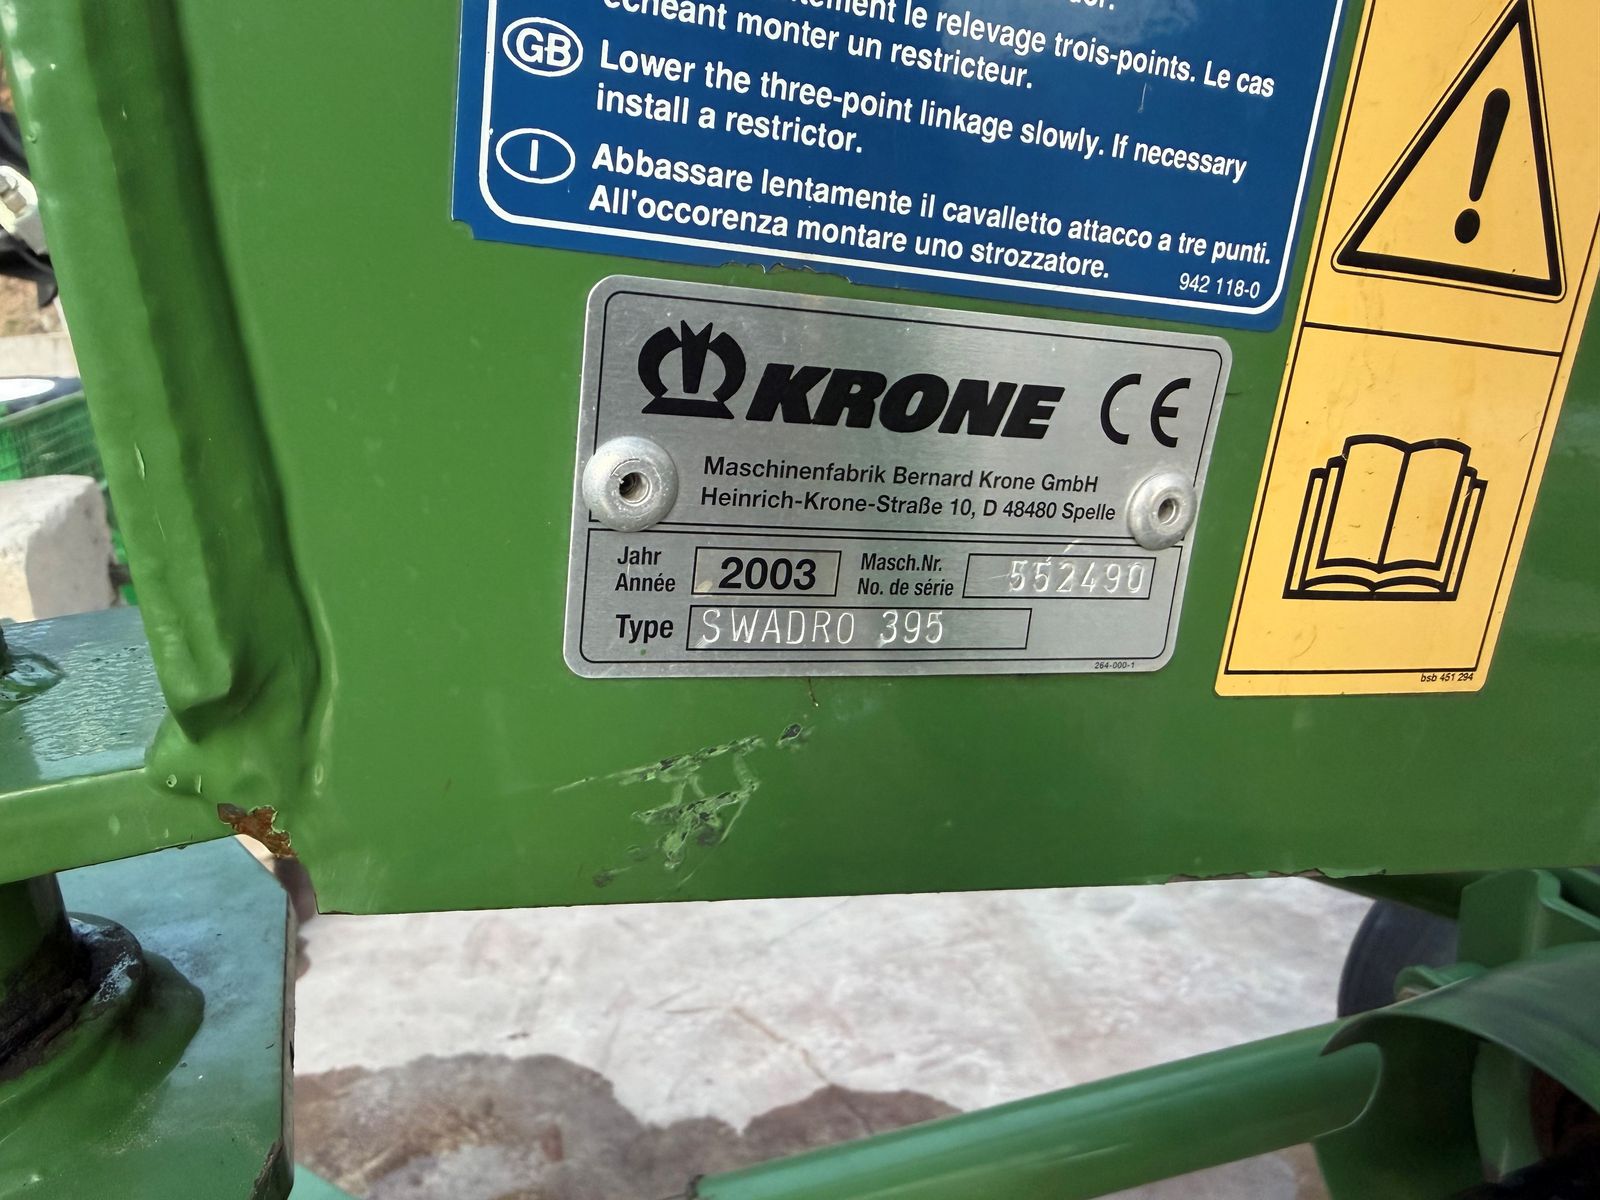 ement le relevage trois-points. Le cas
écheant monter un restricteur.
GB Lower the three-point linkage slowly. If necessary
install a restrictor.
I Abbassare lentamente il cavalletto attacco a tre punti.
All'occorenza montare uno strozzatore.
942 118-0
KRONE CE
Maschinenfabrik Bernard Krone GmbH
Heinrich-Krone-Straße 10, D 48480 Spelle
Jahr
Année
2003
Masch.Nr.
No. de série
552490
Type SWADRO 395
264-000-1
bsb 451 294